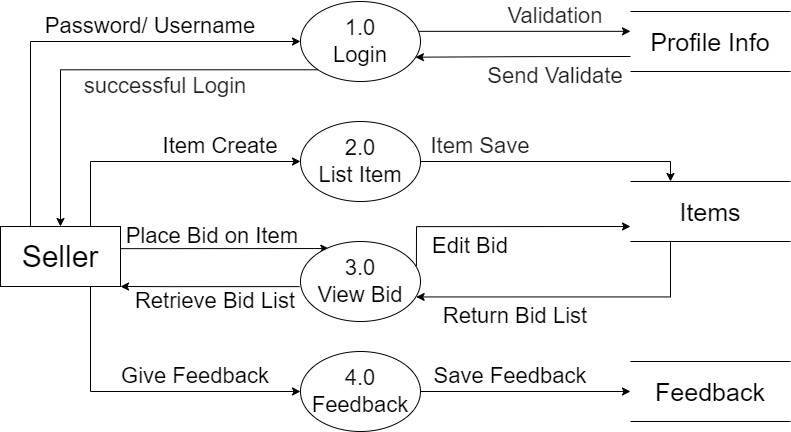 Password/ Username
1.0
Login
Validation
Profile Info
Send Validate
successful Login
Item Create
2.0
List Item
Item Save
Items
Seller
Place Bid on Item
3.0
View Bid
Edit Bid
Retrieve Bid List
Return Bid List
Give Feedback
4.0
Feedback
Save Feedback
Feedback